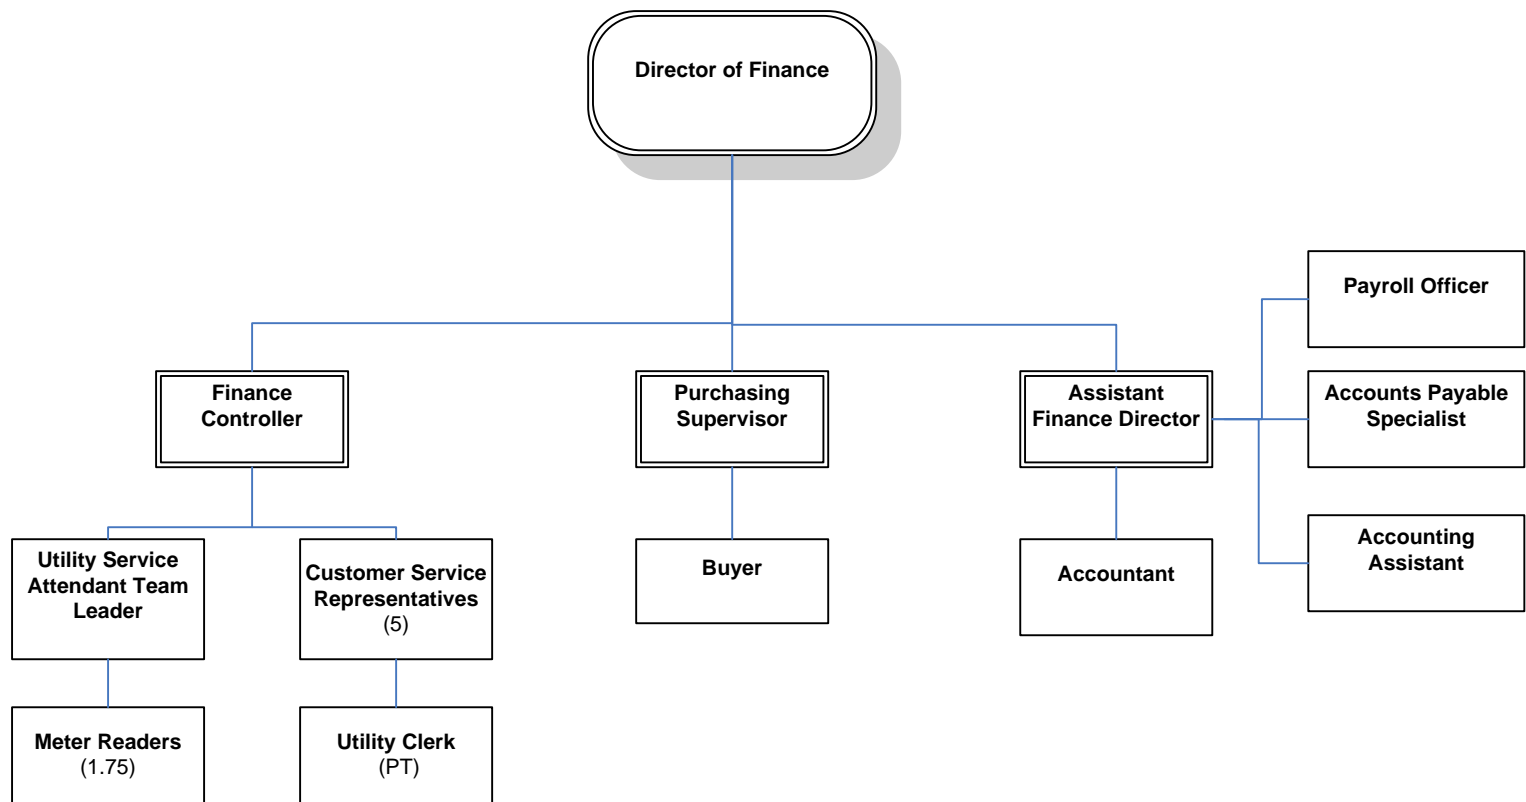 Director of Finance
Payroll Officer
Finance
Controller
Purchasing
Supervisor
Assistant
Finance Director
Accounts Payable
Specialist
Utility Service
Attendant Team
Leader
Customer Service
Representatives
(5)
Buyer
Accountant
Accounting
Assistant
Meter Readers
(1.75)
Utility Clerk
(PT)